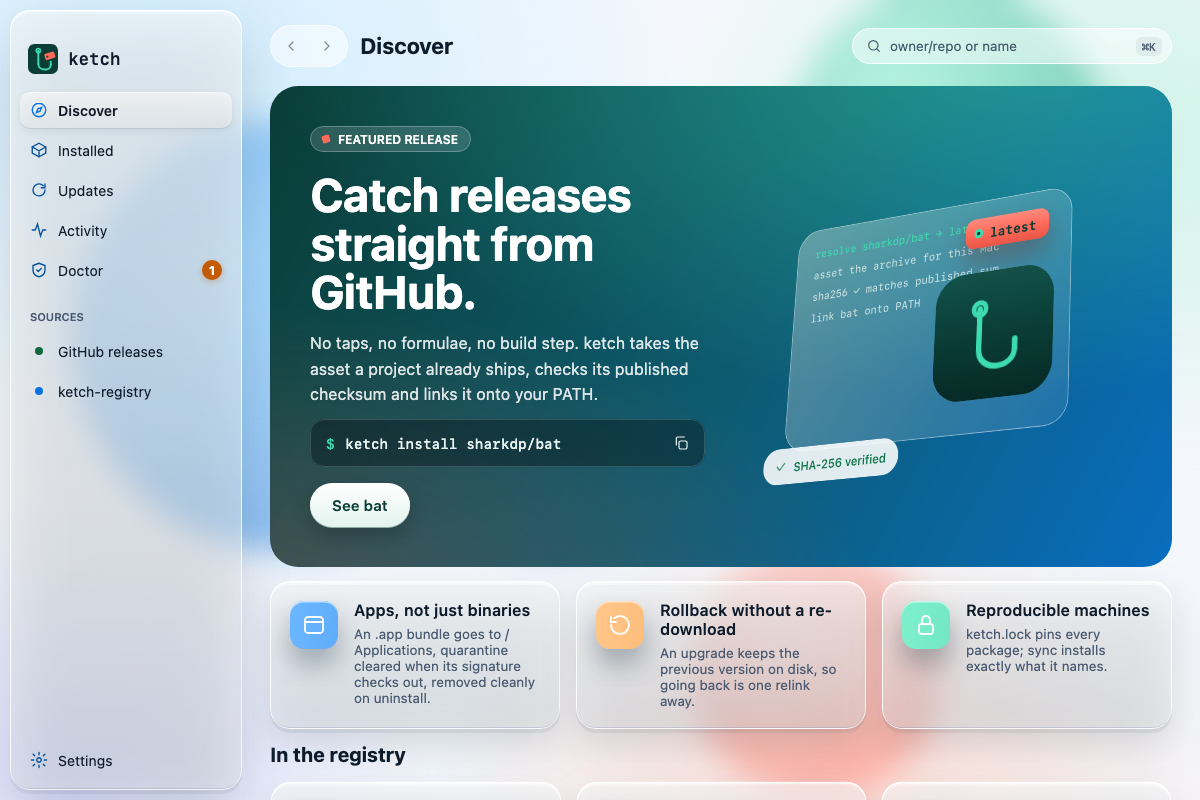 ketch
Discover
Installed
Updates
Activity
Doctor
1
SOURCES
GitHub releases
ketch-registry
Settings
Discover
owner/repo or name
⌘K
FEATURED RELEASE
Catch releases
straight from
GitHub.
No taps, no formulae, no build step. ketch takes the
asset a project already ships, checks its published
checksum and links it onto your PATH.
$ ketch install sharkdp/bat
See bat
resolve sharkdp/bat → lat
latest
asset the archive for this Mac
sha256 ✓ matches published sum
link bat onto PATH
✓ SHA-256 verified
Apps, not just binaries
An .app bundle goes to /
Applications, quarantine
cleared when its signature
checks out, removed cleanly
on uninstall.
Rollback without a re-
download
An upgrade keeps the
previous version on disk, so
going back is one relink
away.
Reproducible machines
ketch.lock pins every
package; sync installs
exactly what it names.
In the registry